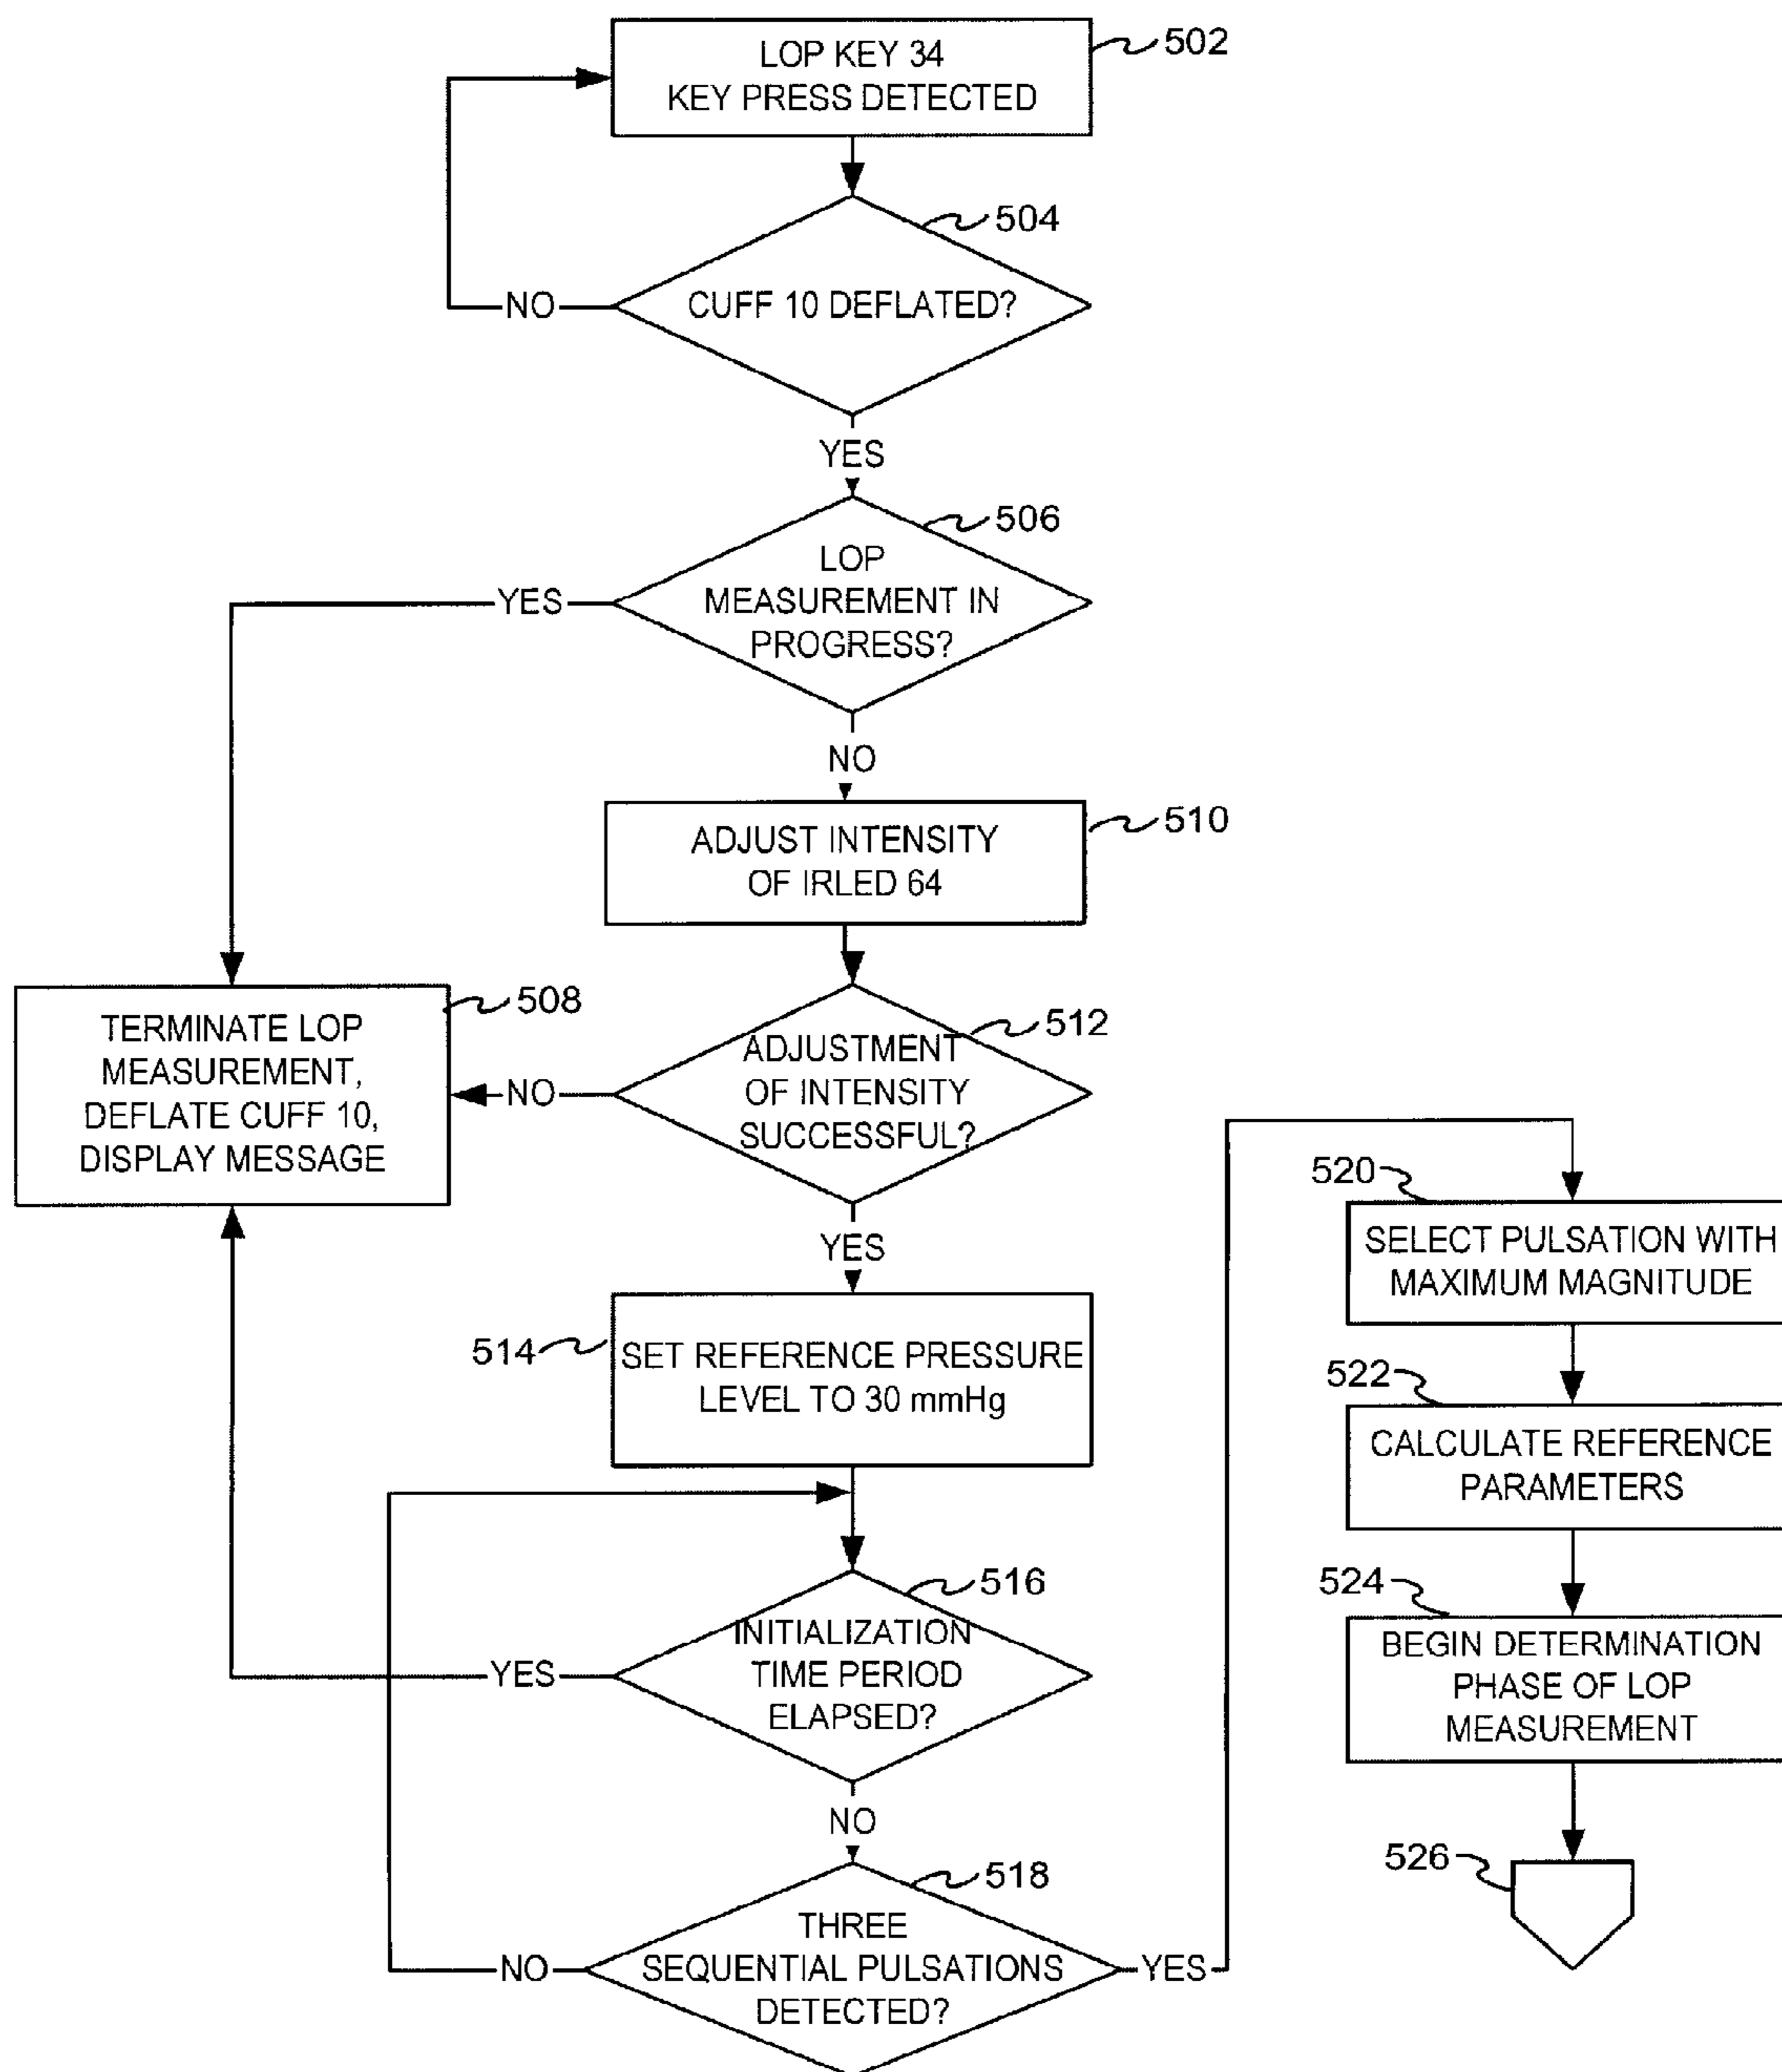 LOP KEY 34
KEY PRESS DETECTED
502
504
CUFF 10 DEFLATED?
NO
YES
506
LOP
MEASUREMENT IN
PROGRESS?
YES
NO
510
ADJUST INTENSITY
OF IRLED 64
508
TERMINATE LOP
MEASUREMENT,
DEFLATE CUFF 10,
DISPLAY MESSAGE
512
ADJUSTMENT
OF INTENSITY
SUCCESSFUL?
NO
YES
514
SET REFERENCE PRESSURE
LEVEL TO 30 mmHg
516
INITIALIZATION
TIME PERIOD
ELAPSED?
YES
NO
518
THREE
SEQUENTIAL PULSATIONS
DETECTED?
NO
YES
520
SELECT PULSATION WITH
MAXIMUM MAGNITUDE
522
CALCULATE REFERENCE
PARAMETERS
524
BEGIN DETERMINATION
PHASE OF LOP
MEASUREMENT
526